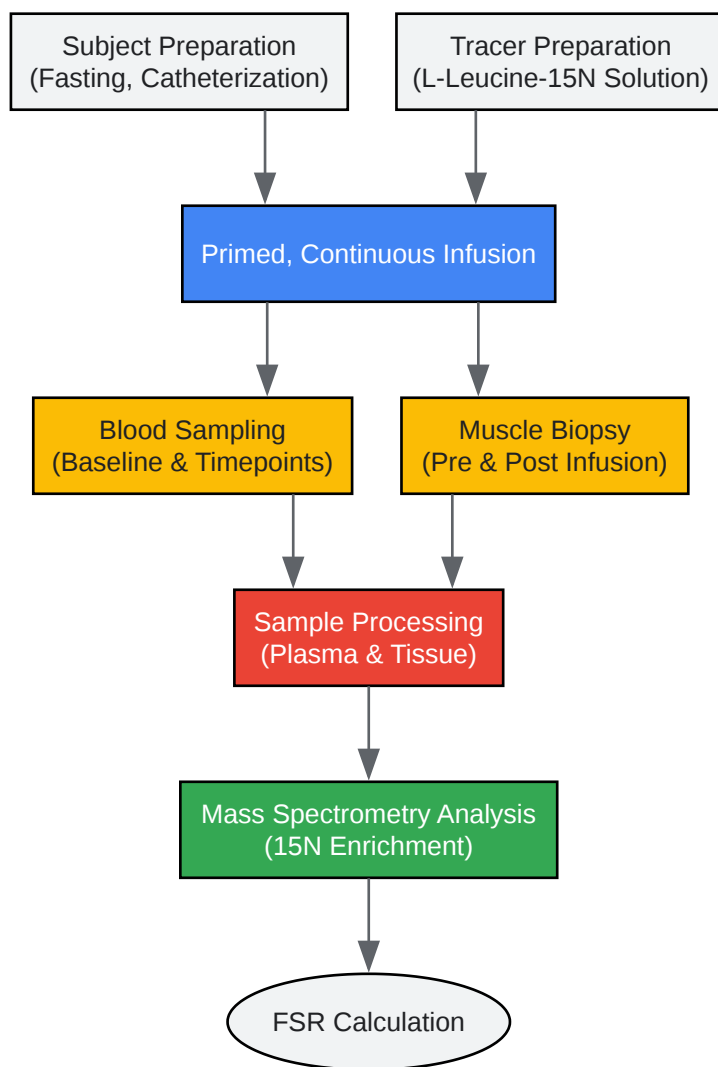 Subject Preparation
(Fasting, Catheterization)
Tracer Preparation
(L-Leucine-15N Solution)
Primed, Continuous Infusion
Blood Sampling
(Baseline & Timepoints)
Muscle Biopsy
(Pre & Post Infusion)
Sample Processing
(Plasma & Tissue)
Mass Spectrometry Analysis
(15N Enrichment)
FSR Calculation